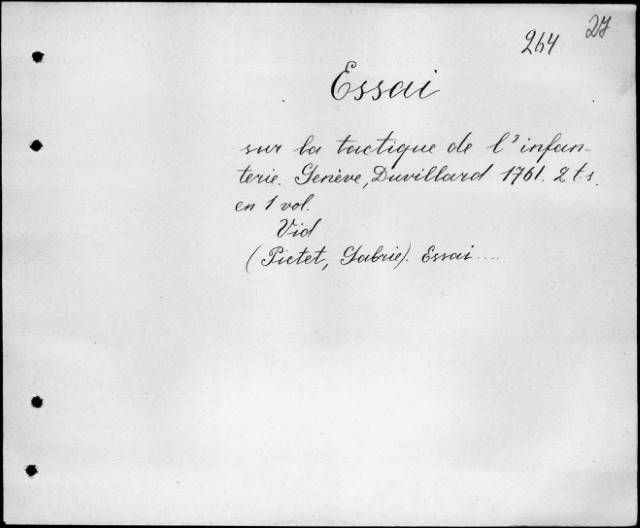 27
264
Essai
sur la tactique de l'infan-
terie. Genève, Duvillard 1761. 2 t.s.
en 1 vol.
Vid
(Pictet, Gabrie). Essai....